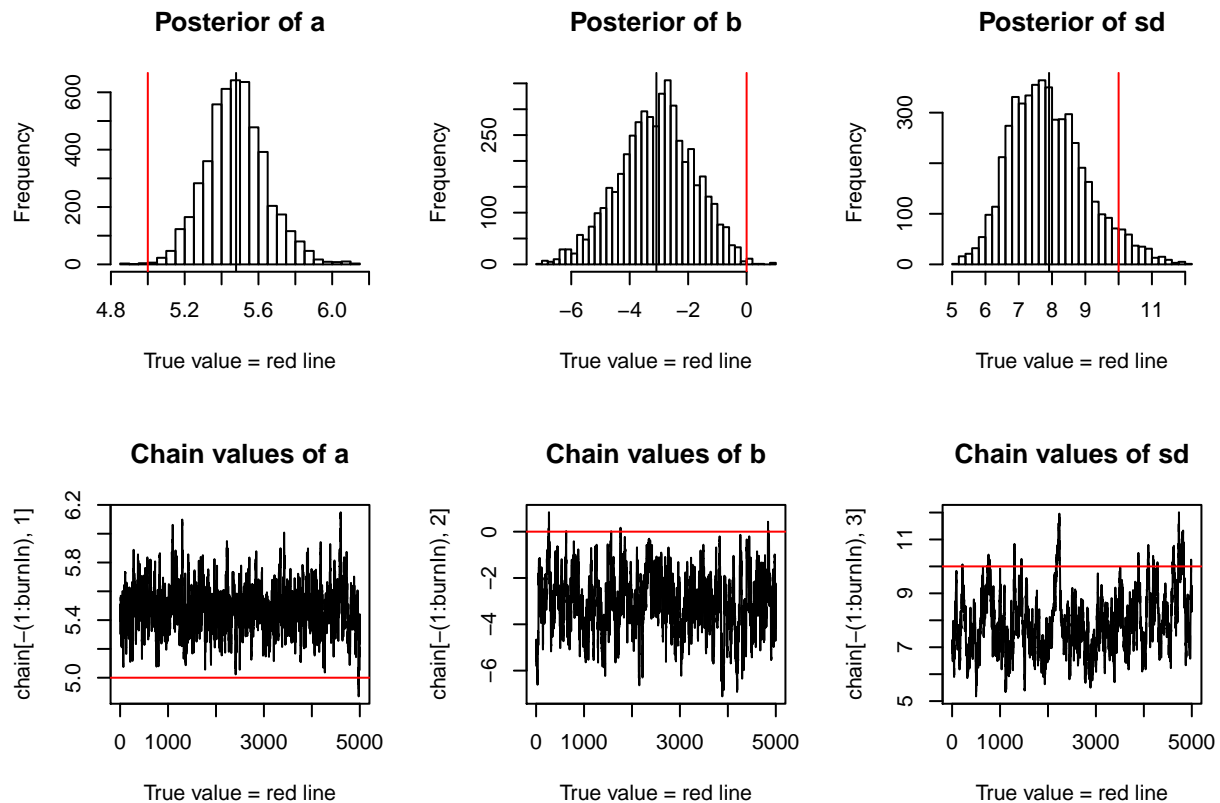 Posterior of a
Frequency
0 200 400 600
4.8 5.2 5.6 6.0
True value = red line
Posterior of b
Frequency
0 100 250
−6 −4 −2 0
True value = red line
Posterior of sd
Frequency
0 100 300
5 6 7 8 9 11
True value = red line
Chain values of a
chain[−(1:burnIn), 1]
5.0 5.4 5.8 6.2
0 1000 3000 5000
True value = red line
Chain values of b
chain[−(1:burnIn), 2]
−6 −4 −2 0
0 1000 3000 5000
True value = red line
Chain values of sd
chain[−(1:burnIn), 3]
5 7 9 11
0 1000 3000 5000
True value = red line